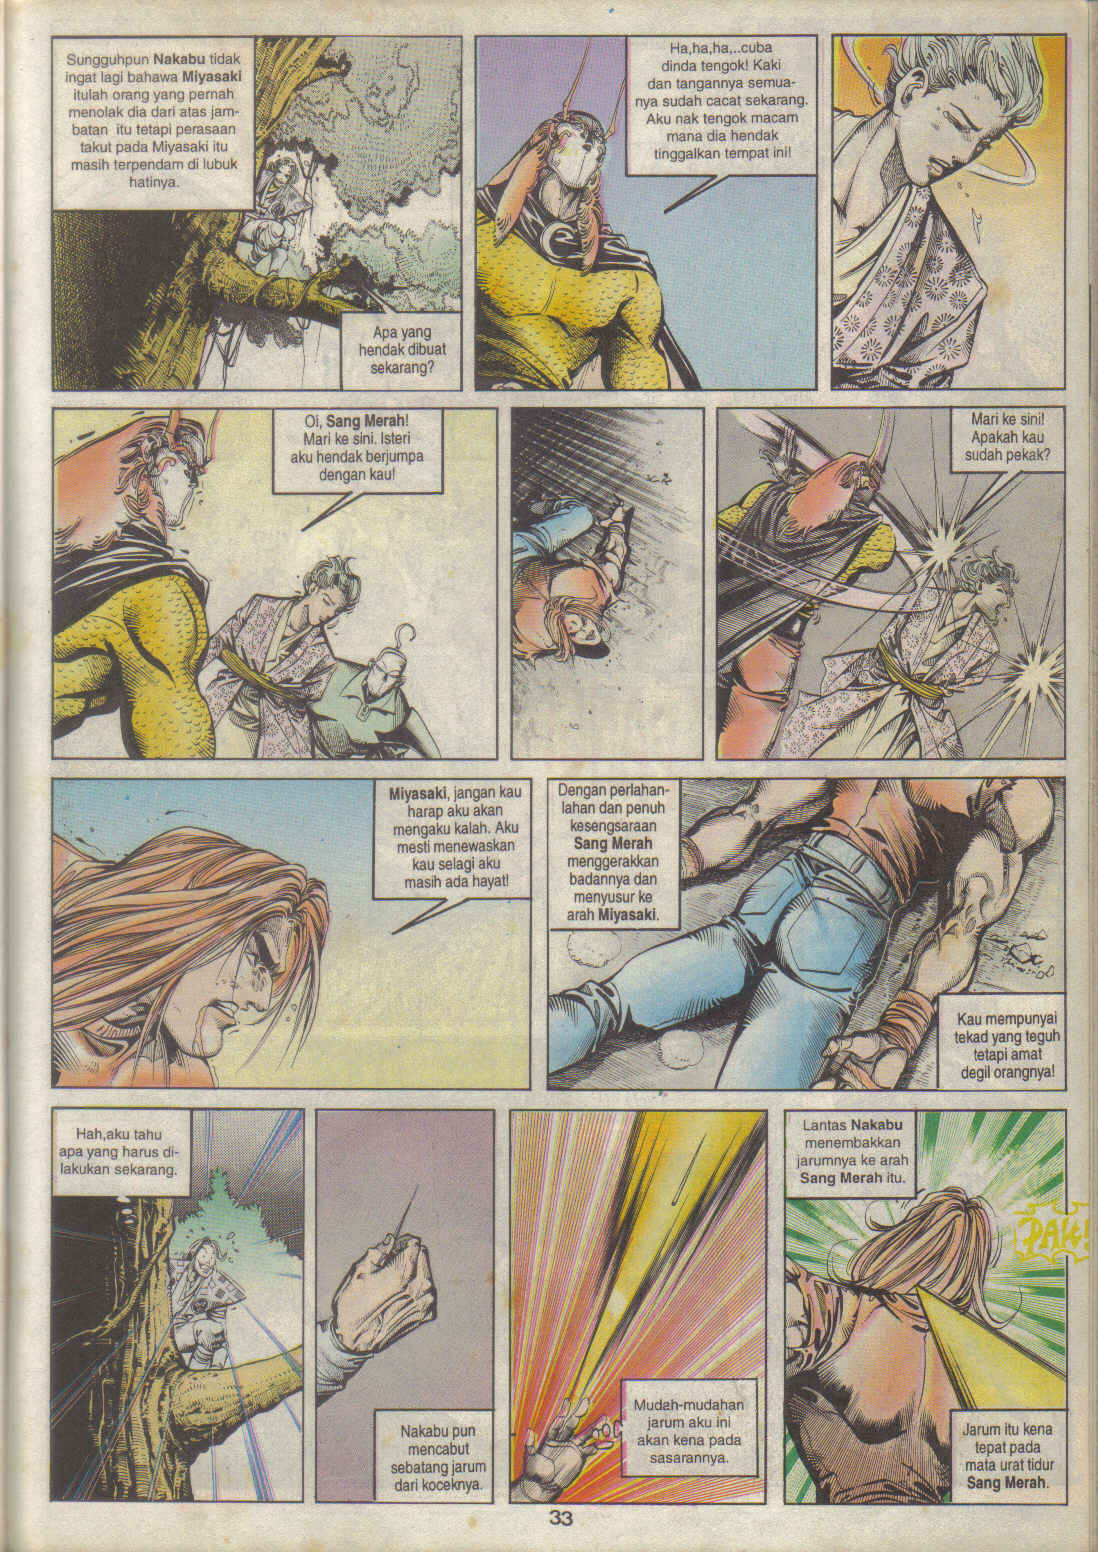 Sungguhpun Nakabu tidak
ingat lagi bahawa Miyasaki
itulah orang yang pernah
menolak dia dari atas jam-
batan itu tetapi perasaan
takut pada Miyasaki itu
masih terpendam di lubuk
hatinya.
Apa yang
hendak dibuat
sekarang?
Ha,ha,ha,..cuba
dinda tengok! Kaki
dan tangannya semua-
nya sudah cacat sekarang.
Aku nak tengok macam
mana dia hendak
tinggalkan tempat ini!
Oi, Sang Merah!
Mari ke sini. Isteri
aku hendak berjumpa
dengan kau!
Mari ke sini!
Apakah kau
sudah pekak?
Miyasaki, jangan kau
harap aku akan
mengaku kalah. Aku
mesti menewaskan
kau selagi aku
masih ada hayat!
Dengan perlahan-
lahan dan penuh
kesengsaraan
Sang Merah
menggerakkan
badannya dan
menyusur ke
arah Miyasaki.
Kau mempunyai
tekad yang teguh
tetapi amat
degil orangnya!
Hah,aku tahu
apa yang harus di-
lakukan sekarang.
Nakabu pun
mencabut
sebatang jarum
dari koceknya.
Mudah-mudahan
jarum aku ini
akan kena pada
sasarannya.
Lantas Nakabu
menembakkan
jarumnya ke arah
Sang Merah itu.
PAK!
Jarum itu kena
tepat pada
mata urat tidur
Sang Merah.
33